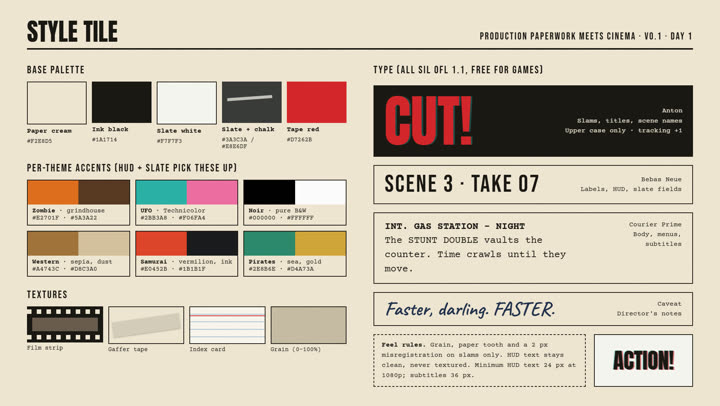 STYLE TILE
PRODUCTION PAPERWORK MEETS CINEMA · V0.1 · DAY 1
BASE PALETTE
Paper cream
#F2E8D5
Ink black
#1A1714
Slate white
#F7F7F3
Slate + chalk
#3A3C3A /
#E8E6DF
Tape red
#D7262B
PER-THEME ACCENTS (HUD + SLATE PICK THESE UP)
Zombie · grindhouse
#E2701F · #5A3A22
UFO · Technicolor
#2BB3A8 · #F06FA4
Noir · pure B&W
#000000 · #FFFFFF
Western · sepia, dust
#A4743C · #D8C3A0
Samurai · vermilion, ink
#E0452B · #1B1B1F
Pirates · sea, gold
#2E8B6E · #D4A73A
TEXTURES
Film strip
Gaffer tape
Index card
Grain (0-100%)
TYPE (ALL SIL OFL 1.1, FREE FOR GAMES)
CUT!
Anton
Slams, titles, scene names
Upper case only · tracking +1
SCENE 3 · TAKE 07
Bebas Neue
Labels, HUD, slate fields
INT. GAS STATION - NIGHT
The STUNT DOUBLE vaults the
counter. Time crawls until they
move.
Courier Prime
Body, menus,
subtitles
Faster, darling. FASTER.
Caveat
Director's notes
Feel rules. Grain, paper tooth and a 2 px
misregistration on slams only. HUD text stays
clean, never textured. Minimum HUD text 24 px at
1080p; subtitles 36 px.
ACTION!